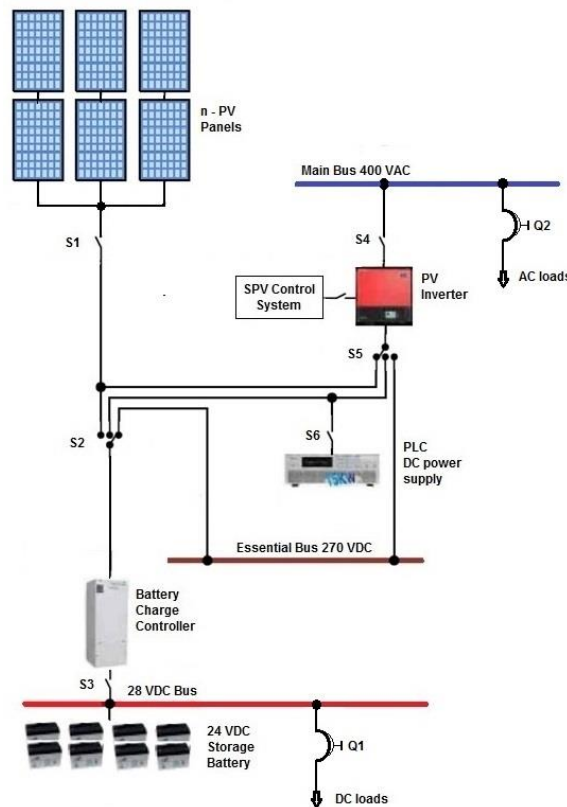 n - PV
Panels
Main Bus 400 VAC
S1
S4
Q2
SPV Control
System
PV
Inverter
AC loads
S5
S2
S6
PLC
DC power
supply
Essential Bus 270 VDC
Battery
Charge
Controller
S3
28 VDC Bus
24 VDC
Storage
Battery
Q1
DC loads